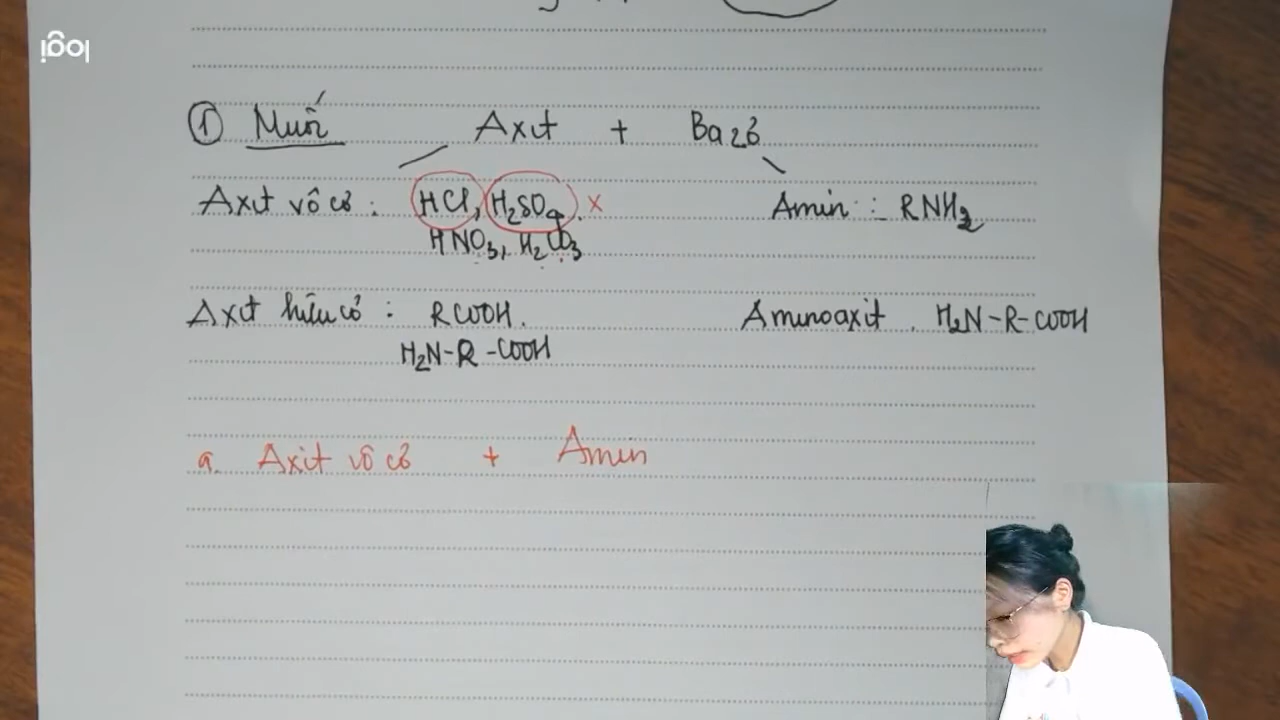 logi
① Muối Axit + Bazơ
Axit vô cơ : HCl, H₂SO₄. x Amin : RNH₂
HNO₃, H₂CO₃
Axit hữu cơ : RCOOH. Aminoaxit . H₂N-R-COOH
H₂N-R-COOH
a. Axit vô cơ + Amin